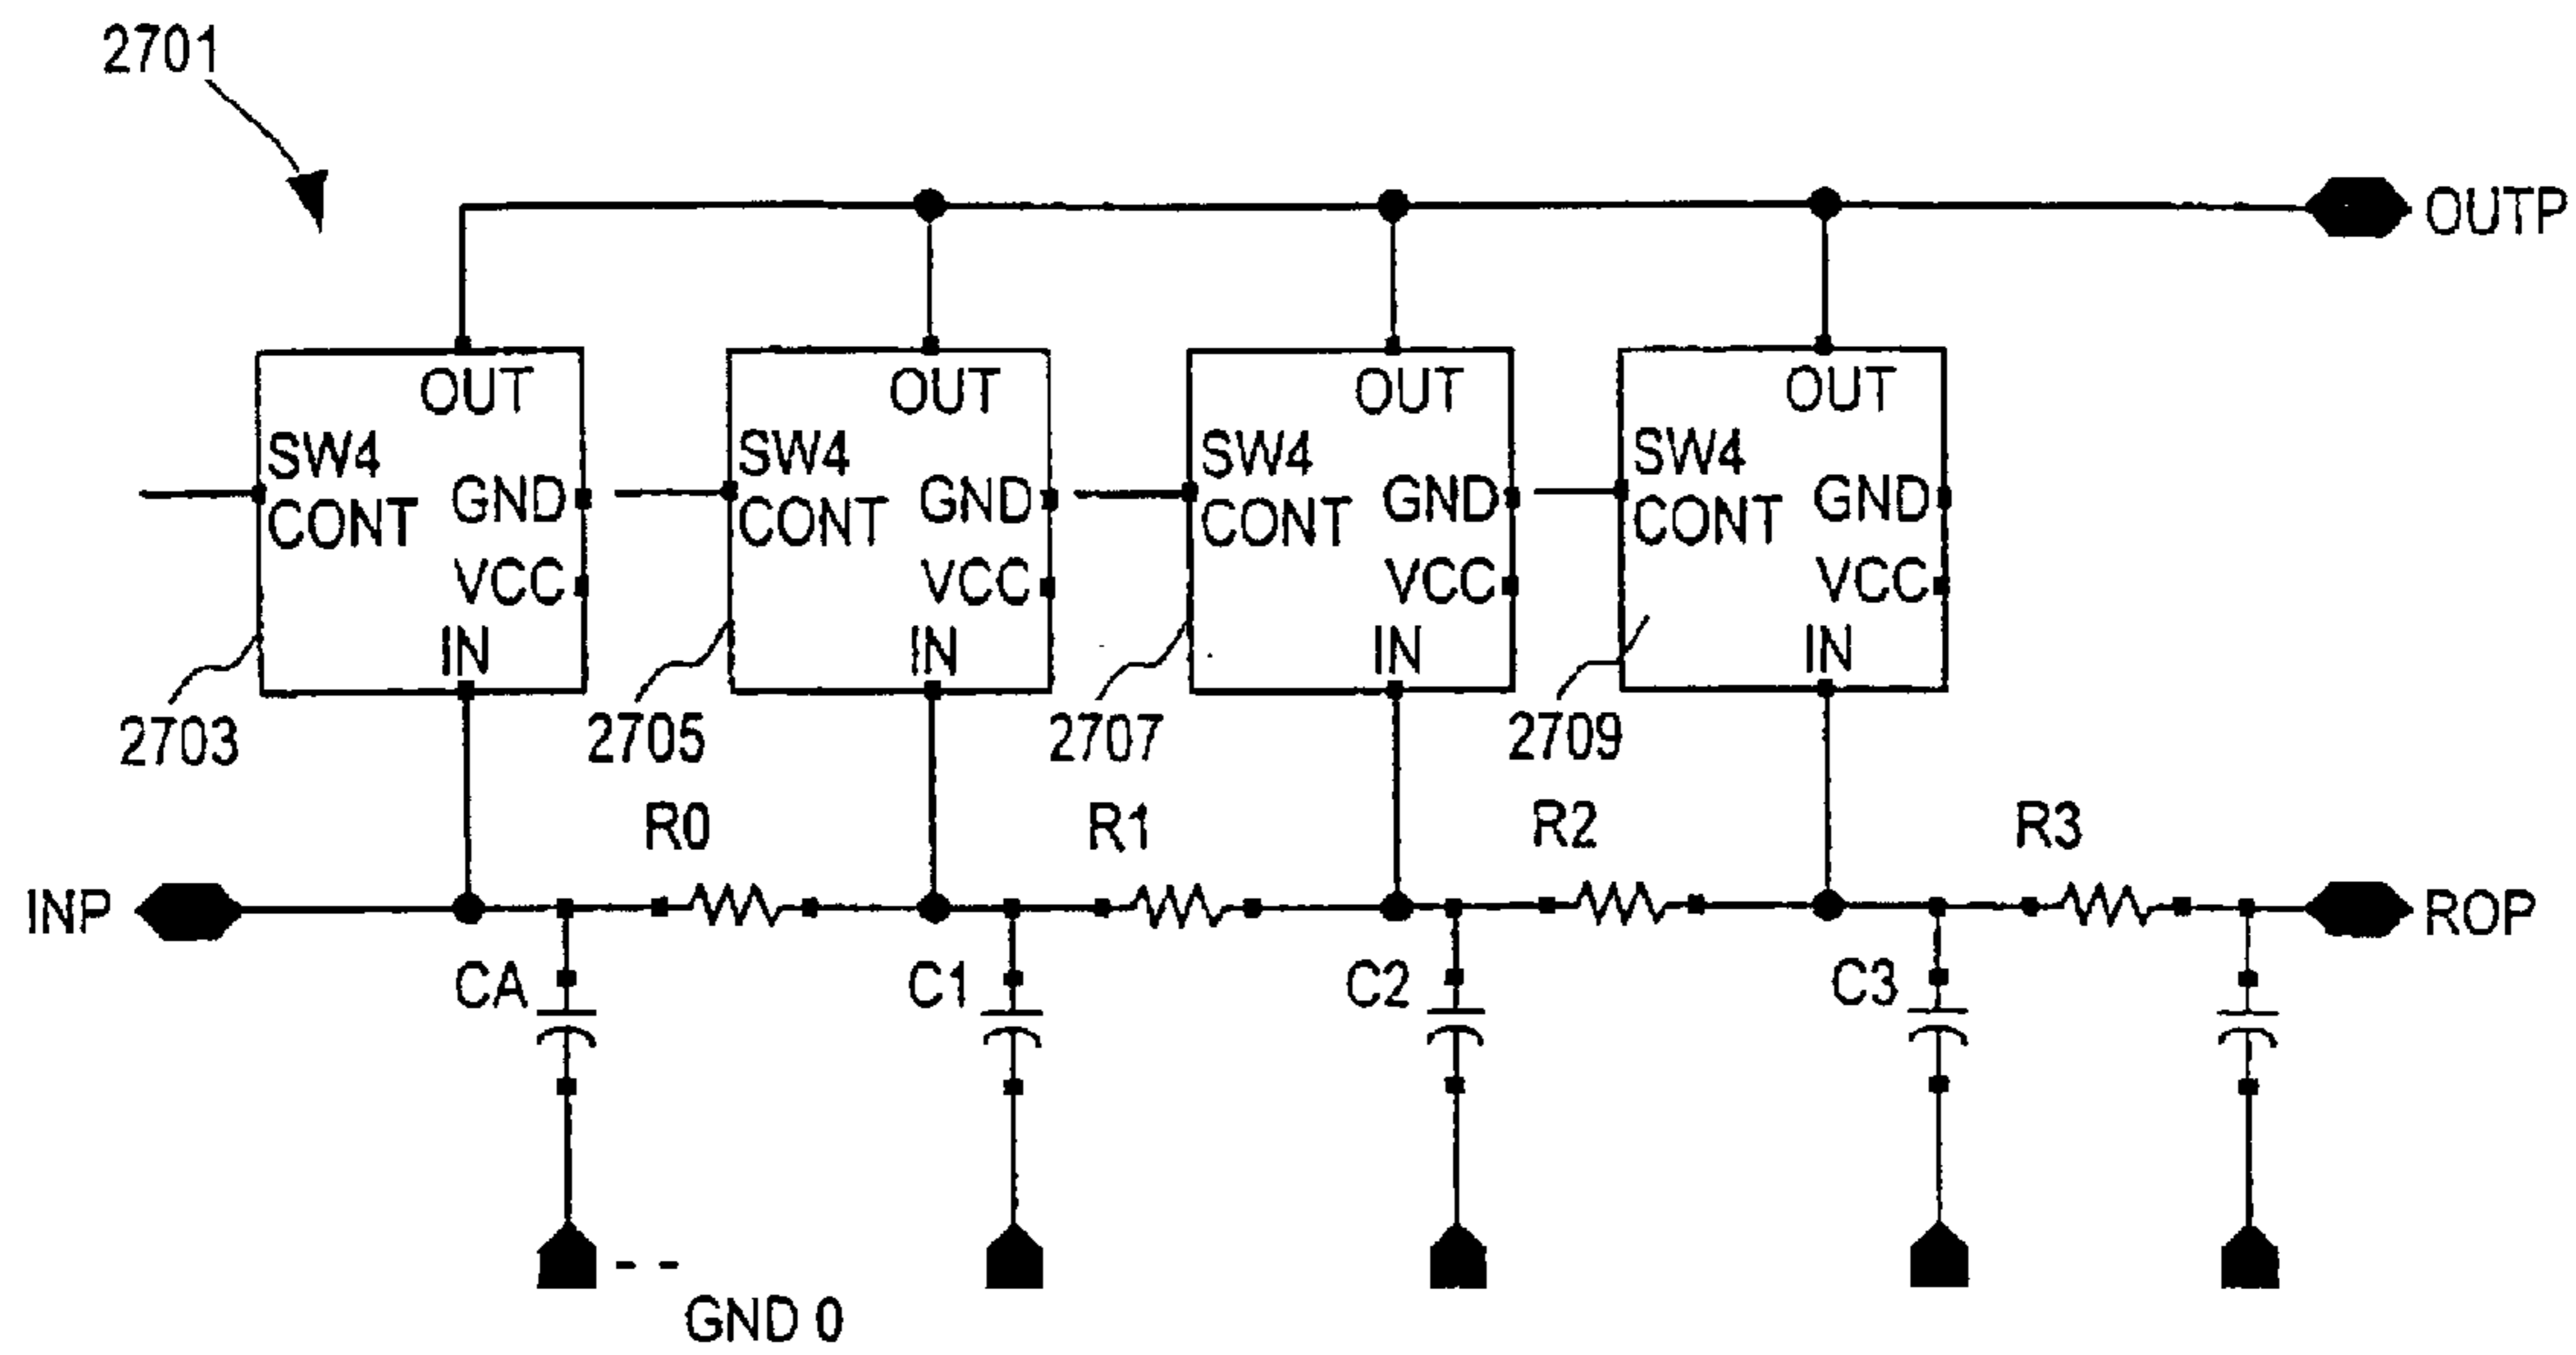 2701
OUTP
OUT OUT OUT OUT
SW4 SW4 SW4 SW4
GND GND GND GND
CONT CONT CONT CONT
VCC VCC VCC VCC
IN IN IN IN
2703 2705 2707 2709
R0 R1 R2 R3
INP ROP
CA C1 C2 C3
GND 0